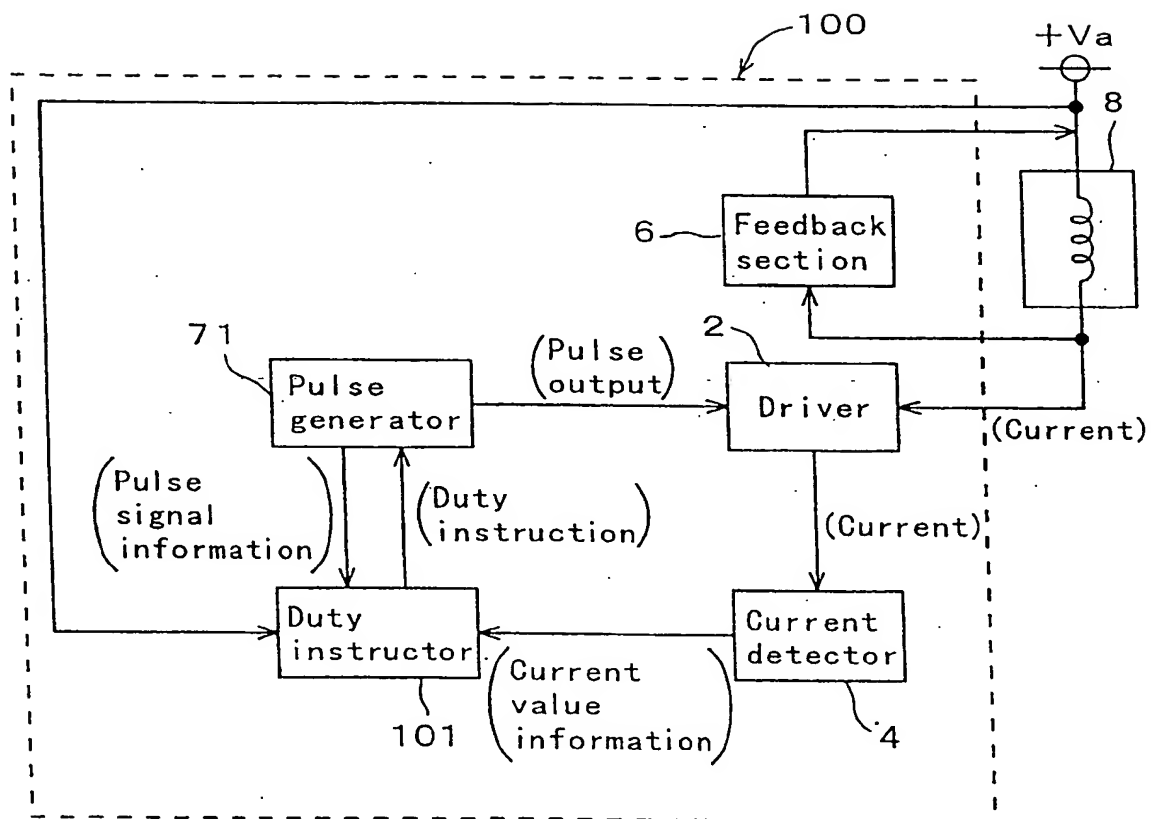 100
+Va
8
6
Feedback
section
71
2
Pulse
generator
(Pulse
output)
Driver
(Current)
(Pulse
signal
information)
(Duty
instruction)
(Current)
Duty
instructor
Current
detector
(Current
value
information)
101
4